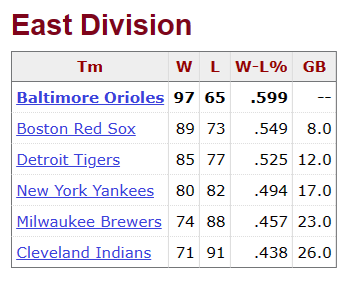 East Division
Tm W L W-L% GB
Baltimore Orioles 97 65 .599 --
Boston Red Sox 89 73 .549 8.0
Detroit Tigers 85 77 .525 12.0
New York Yankees 80 82 .494 17.0
Milwaukee Brewers 74 88 .457 23.0
Cleveland Indians 71 91 .438 26.0